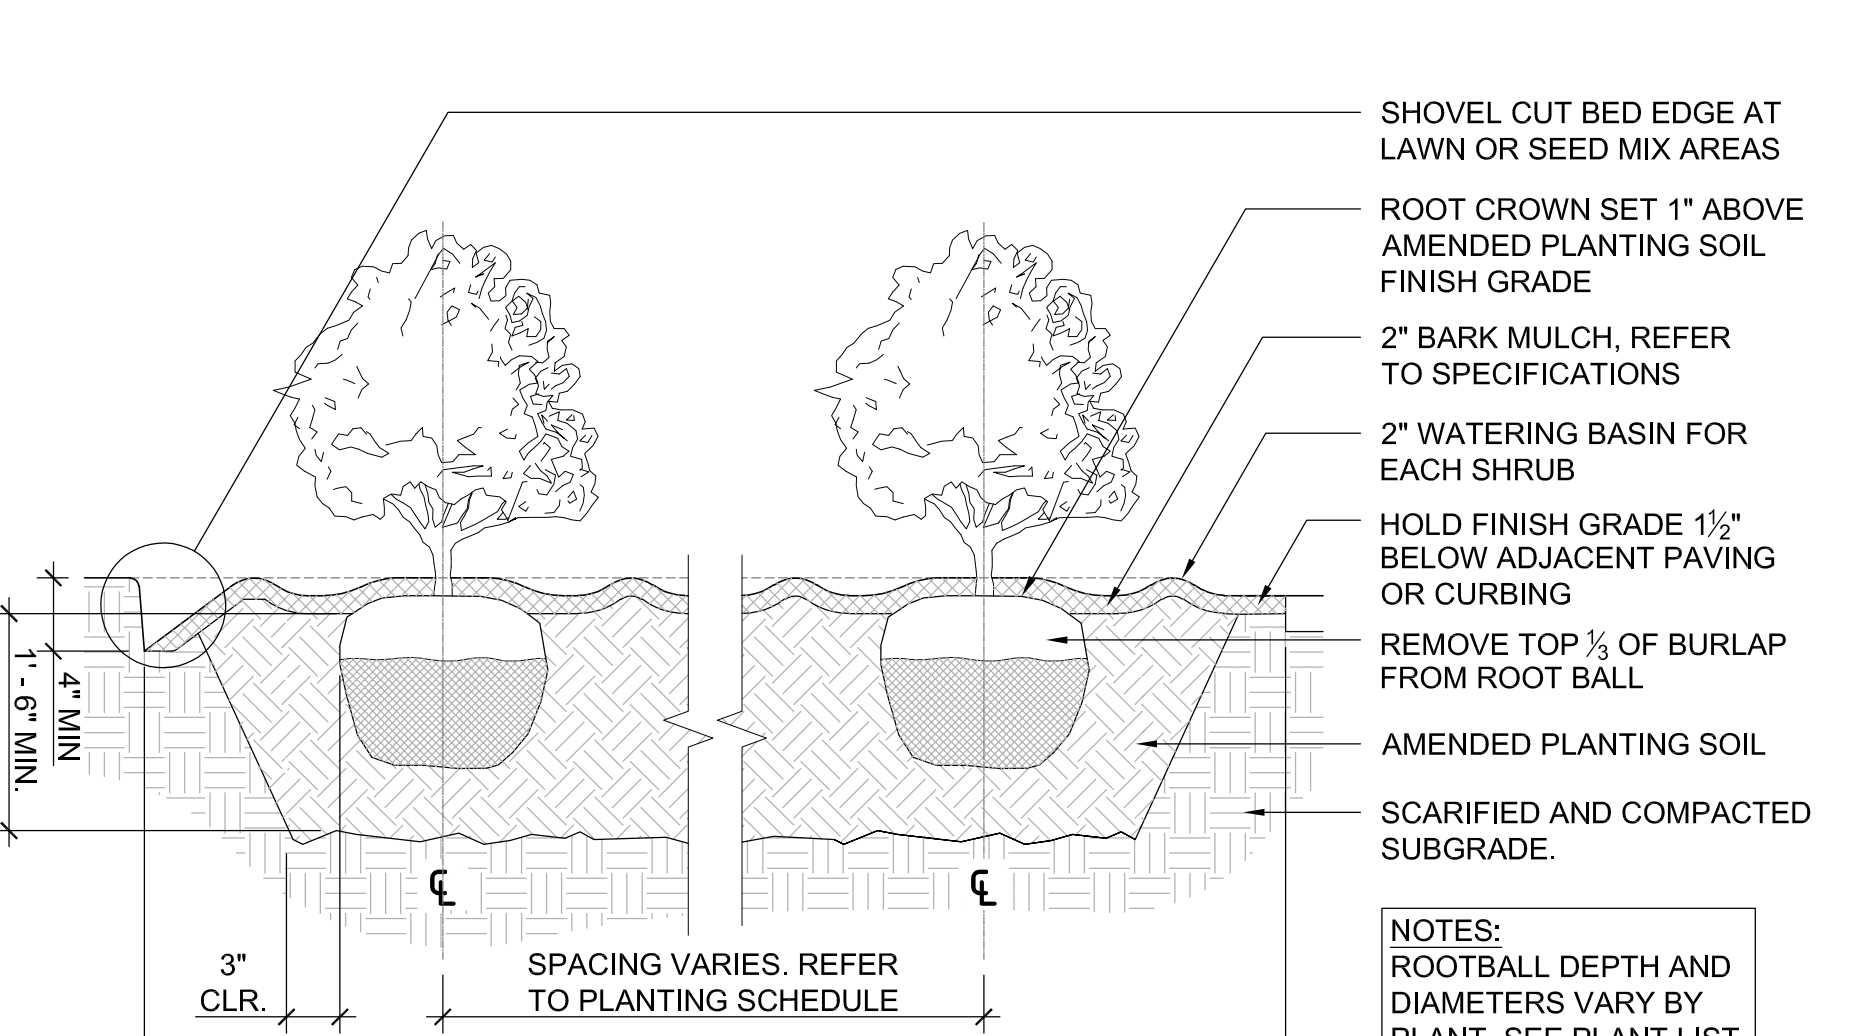 SHOVEL CUT BED EDGE AT
LAWN OR SEED MIX AREAS
ROOT CROWN SET 1" ABOVE
AMENDED PLANTING SOIL
FINISH GRADE
2" BARK MULCH, REFER
TO SPECIFICATIONS
2" WATERING BASIN FOR
EACH SHRUB
HOLD FINISH GRADE 1½"
BELOW ADJACENT PAVING
OR CURBING
REMOVE TOP ⅓ OF BURLAP
FROM ROOT BALL
AMENDED PLANTING SOIL
SCARIFIED AND COMPACTED
SUBGRADE.
4" MIN
1' - 6" MIN.
℄
℄
3"
CLR.
SPACING VARIES. REFER
TO PLANTING SCHEDULE
NOTES:
ROOTBALL DEPTH AND
DIAMETERS VARY BY
PLANT. SEE PLANT LIST